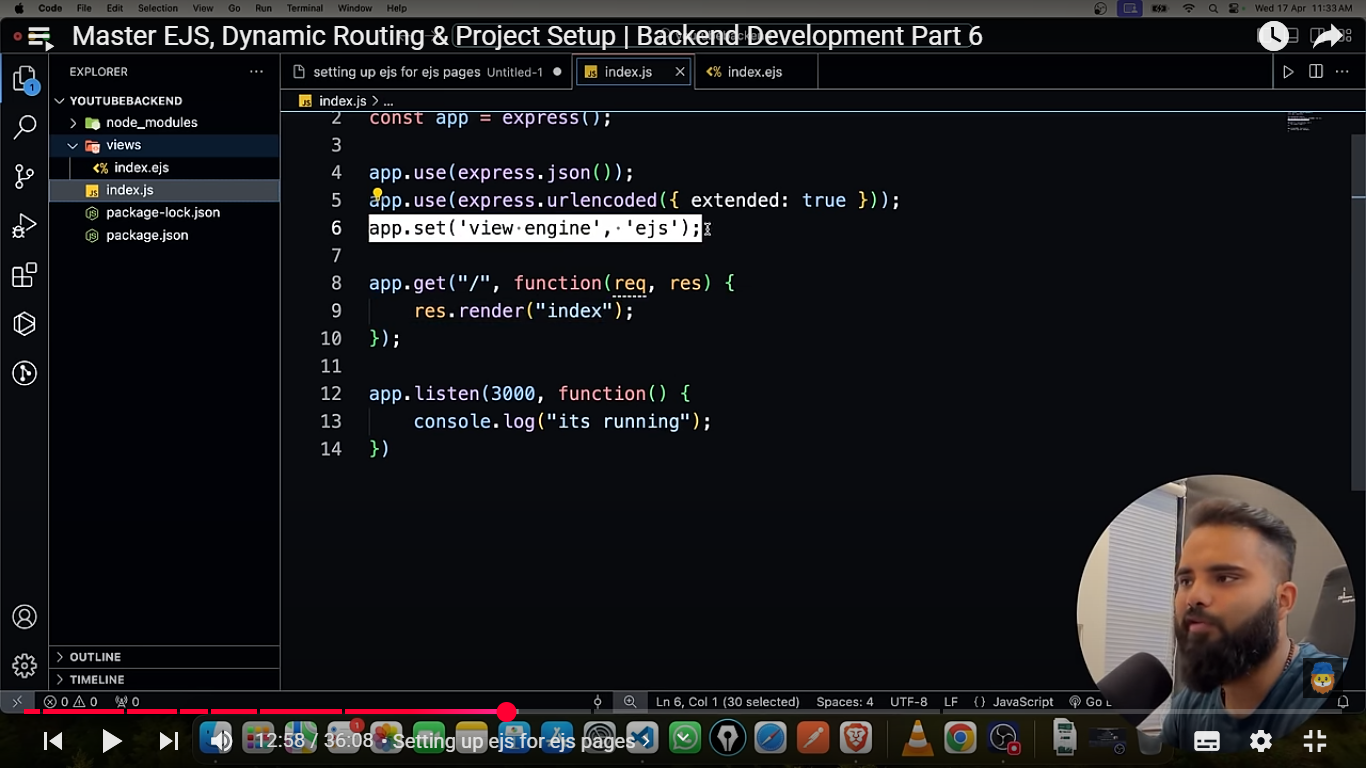 Code File Edit Selection View Go Run Terminal Window Help
Wed 17 Apr 11:33 AM
Master EJS, Dynamic Routing & Project Setup | Backend Development Part 6
EXPLORER
setting up ejs for ejs pages Untitled-1
index.js
index.ejs
YOUTUBEBACKEND
node_modules
views
index.ejs
index.js
package-lock.json
package.json
index.js > ...
2 const app = express();
3
4 app.use(express.json());
5 app.use(express.urlencoded({ extended: true }));
6 app.set('view·engine',·'ejs');
7
8 app.get("/", function(req, res) {
9 res.render("index");
10 });
11
12 app.listen(3000, function() {
13 console.log("its running");
14 })
OUTLINE
TIMELINE
0 0 0
Ln 6, Col 1 (30 selected) Spaces: 4 UTF-8 LF {} JavaScript Go L
12:58 / 36:08 • Setting up ejs for ejs pages >
1
1